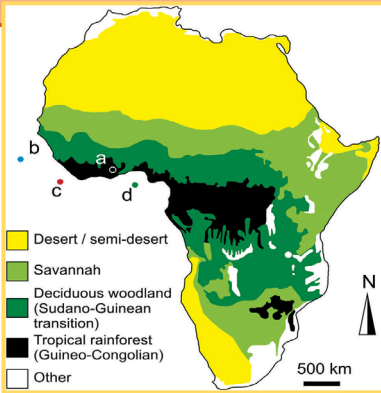 b
a
c
d
Desert / semi-desert
Savannah
Deciduous woodland
(Sudano-Guinean
transition)
Tropical rainforest
(Guineo-Congolian)
Other
N
500 km